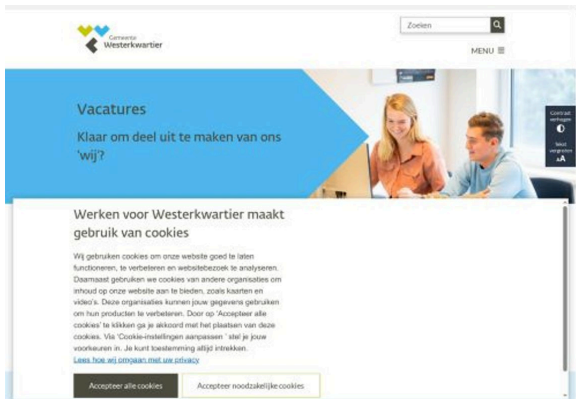 Gemeente
Westerkwartier
Zoeken
MENU
Vacatures
Klaar om deel uit te maken van ons
'wij'?
Contrast
verhogen
Tekst
vergroten
AA
Werken voor Westerkwartier maakt
gebruik van cookies
Wij gebruiken cookies om onze website goed te laten
functioneren, te verbeteren en websitebezoek te analyseren.
Daarnaast gebruiken we cookies van andere organisaties om
inhoud op onze website aan te bieden, zoals kaarten en
video's. Deze organisaties kunnen jouw gegevens gebruiken
om hun producten te verbeteren. Door op 'Accepteer alle
cookies' te klikken ga je akkoord met het plaatsen van deze
cookies. Via 'Cookie-instellingen aanpassen ' stel je jouw
voorkeuren in. Je kunt toestemming altijd intrekken.
Lees hoe wij omgaan met uw privacy
Accepteer alle cookies
Accepteer noodzakelijke cookies